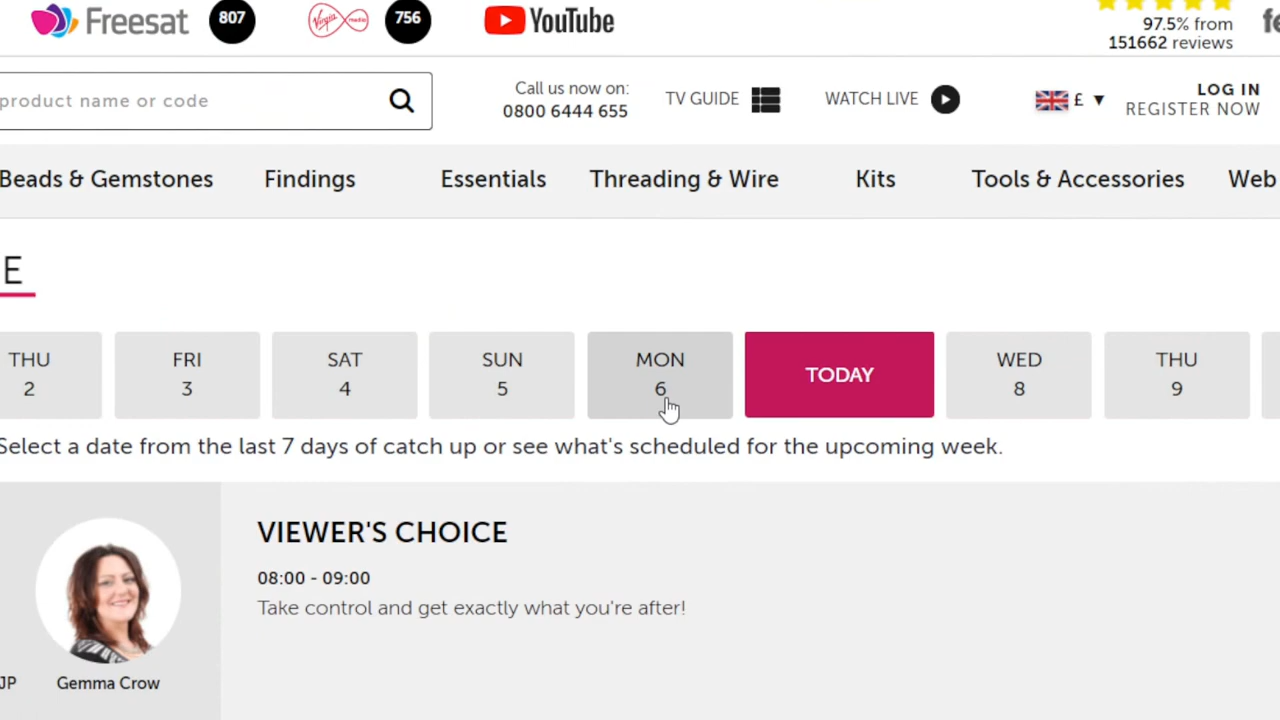 Freesat 807 Virgin media 756 YouTube
97.5% from
151662 reviews
product name or code
Call us now on:
0800 6444 655
TV GUIDE
WATCH LIVE
£ ▼
LOG IN
REGISTER NOW
Beads & Gemstones Findings Essentials Threading & Wire Kits Tools & Accessories Web
E
THU
2
FRI
3
SAT
4
SUN
5
MON
6
TODAY
WED
8
THU
9
Select a date from the last 7 days of catch up or see what's scheduled for the upcoming week.
VIEWER'S CHOICE
08:00 - 09:00
Take control and get exactly what you're after!
JP
Gemma Crow